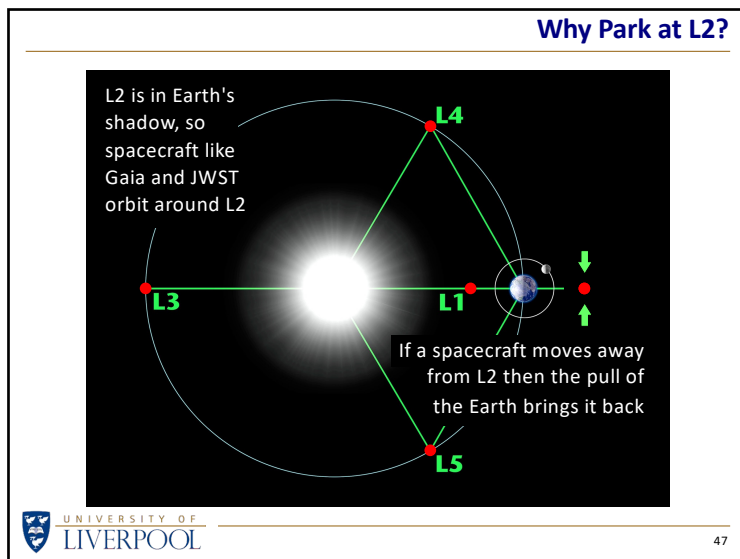 Why Park at L2?
L2 is in Earth's
shadow, so
spacecraft like
Gaia and JWST
orbit around L2
L4
L3
L1
If a spacecraft moves away
from L2 then the pull of
the Earth brings it back
L5
UNIVERSITY OF
LIVERPOOL
47